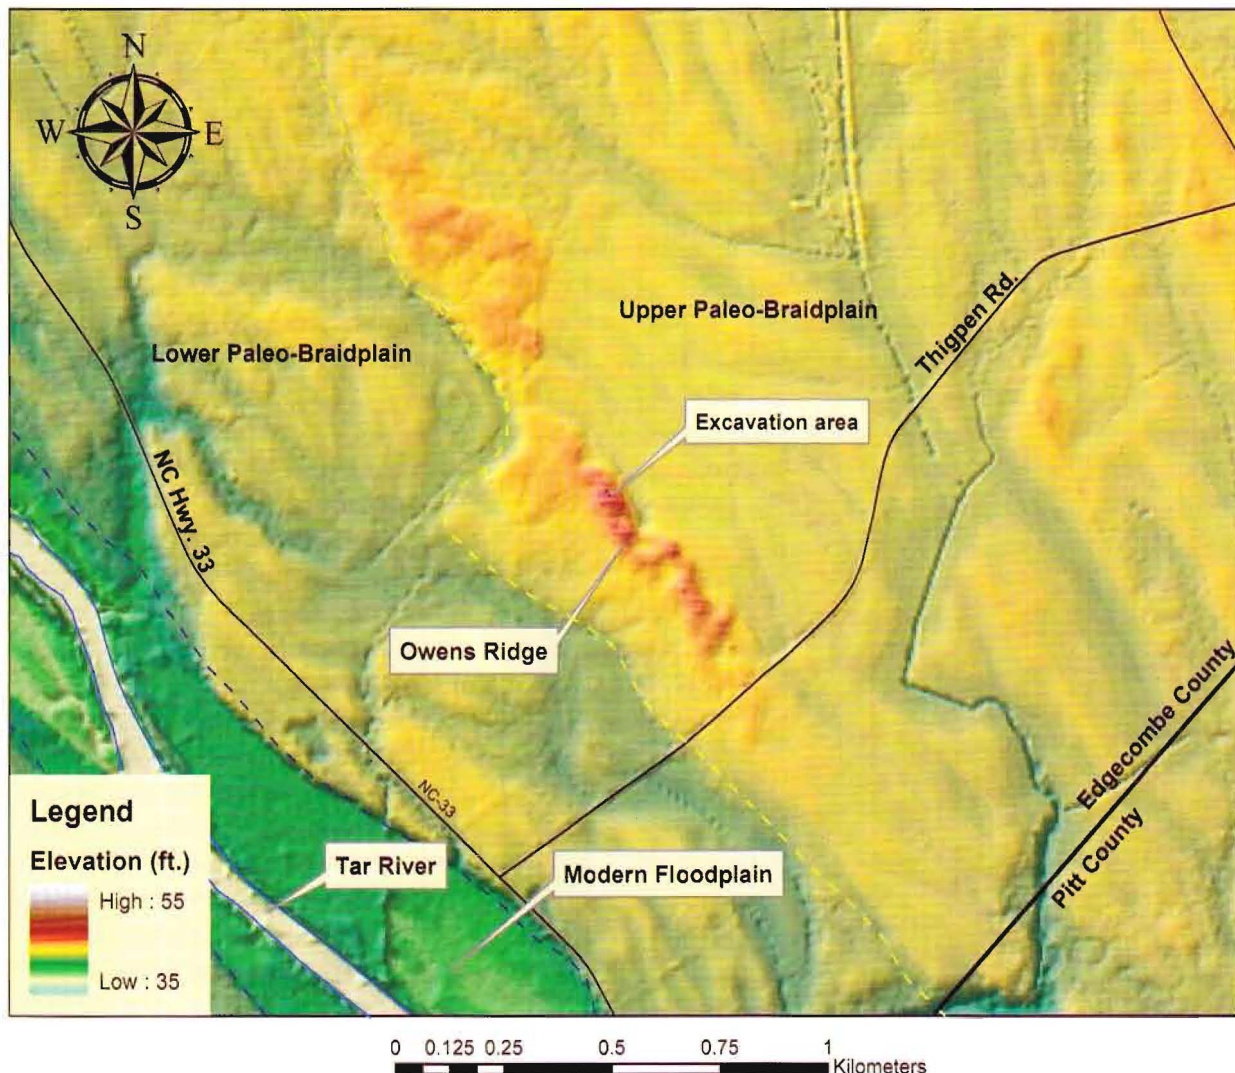 N
W E
S
Upper Paleo-Braidplain
Thigpen Rd.
Lower Paleo-Braidplain
Excavation area
NC Hwy. 33
Owens Ridge
Edgecombe County
Pitt County
NC-33
Legend
Elevation (ft.)
High : 55
Low : 35
Tar River
Modern Floodplain
0 0.125 0.25 0.5 0.75 1
Kilometers